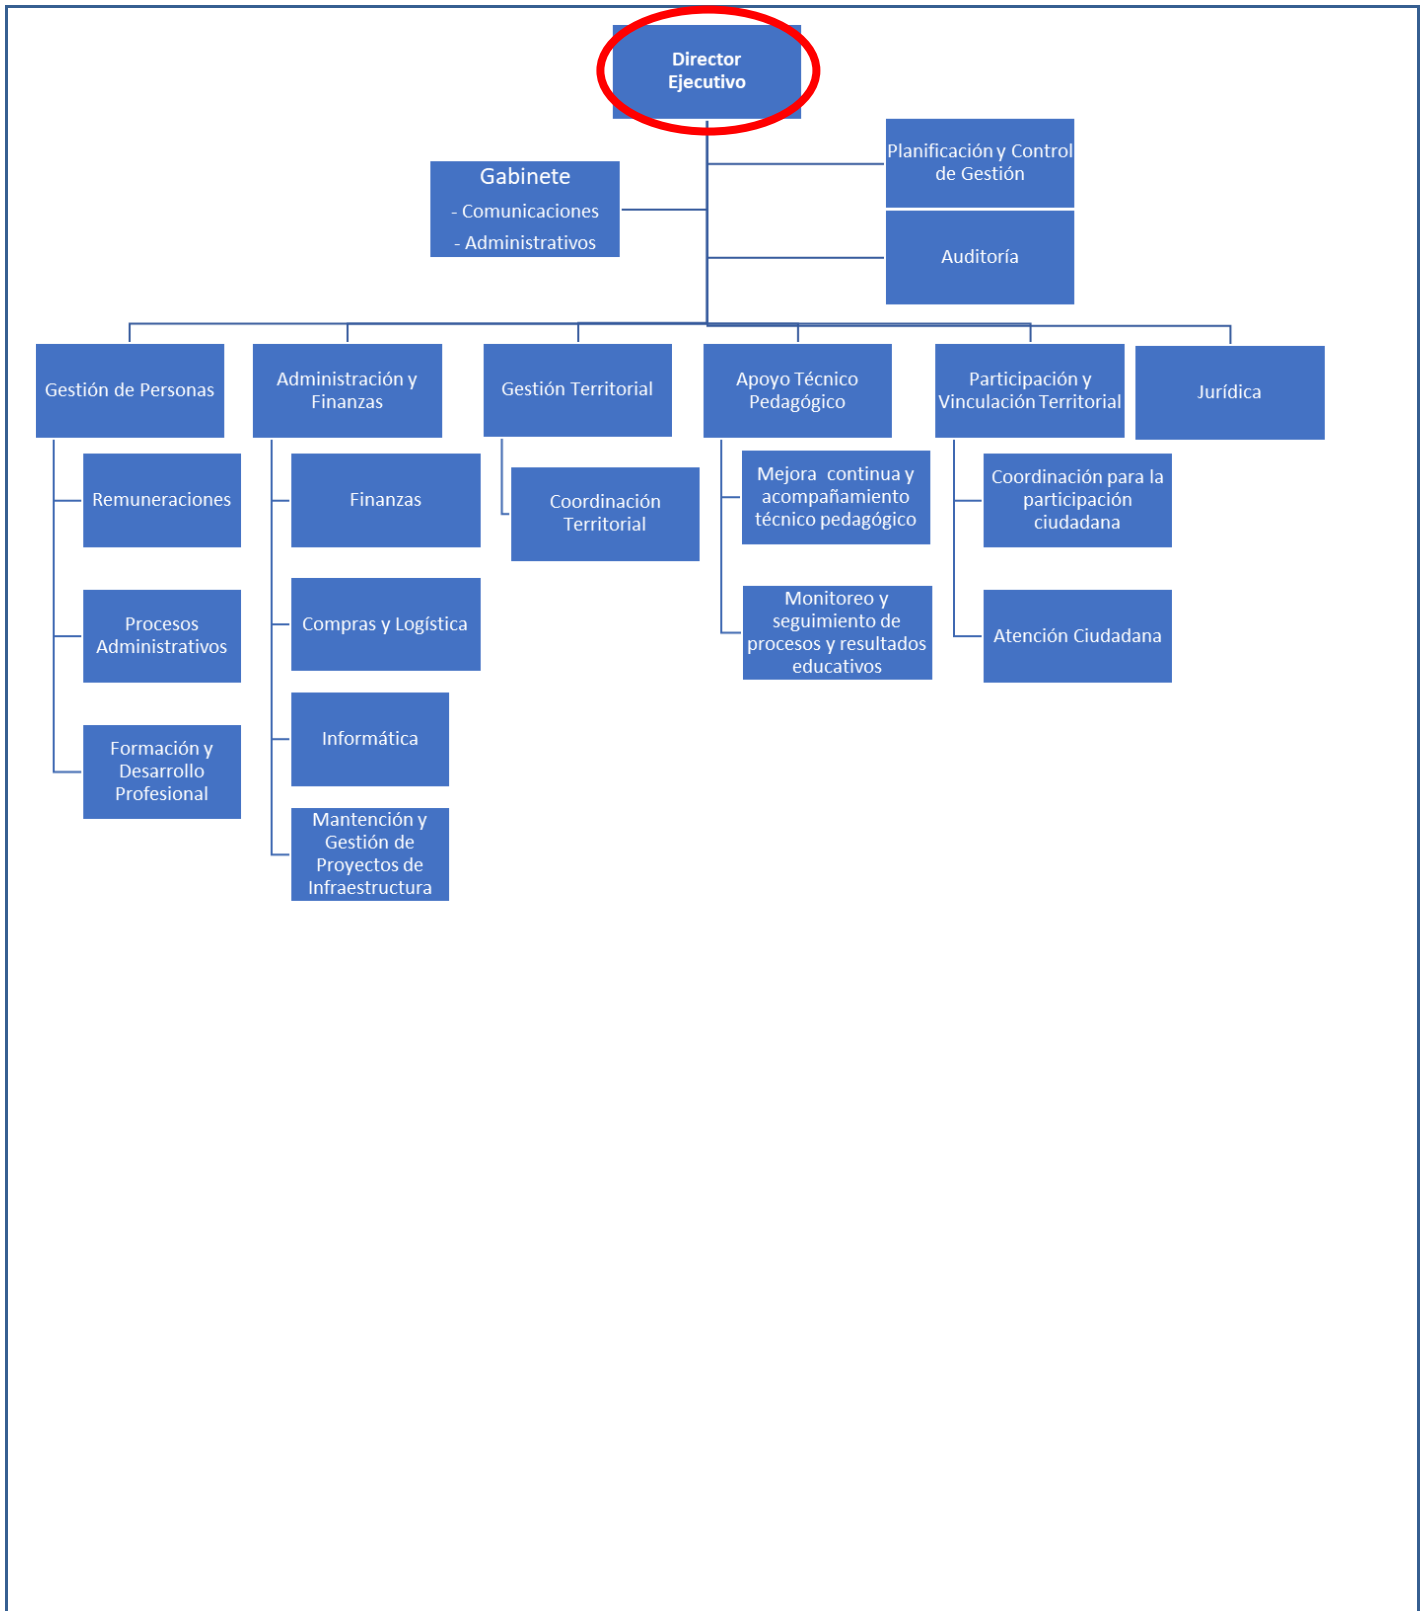 Director
Ejecutivo
Planificación y Control
de Gestión
Gabinete
- Comunicaciones
- Administrativos
Auditoría
Gestión de Personas
Administración y
Finanzas
Gestión Territorial
Apoyo Técnico
Pedagógico
Participación y
Vinculación Territorial
Jurídica
Remuneraciones
Procesos
Administrativos
Formación y
Desarrollo
Profesional
Finanzas
Compras y Logística
Informática
Mantención y
Gestión de
Proyectos de
Infraestructura
Coordinación
Territorial
Mejora  continua y
acompañamiento
técnico pedagógico
Monitoreo y
seguimiento de
procesos y resultados
educativos
Coordinación para la
participación
ciudadana
Atención Ciudadana